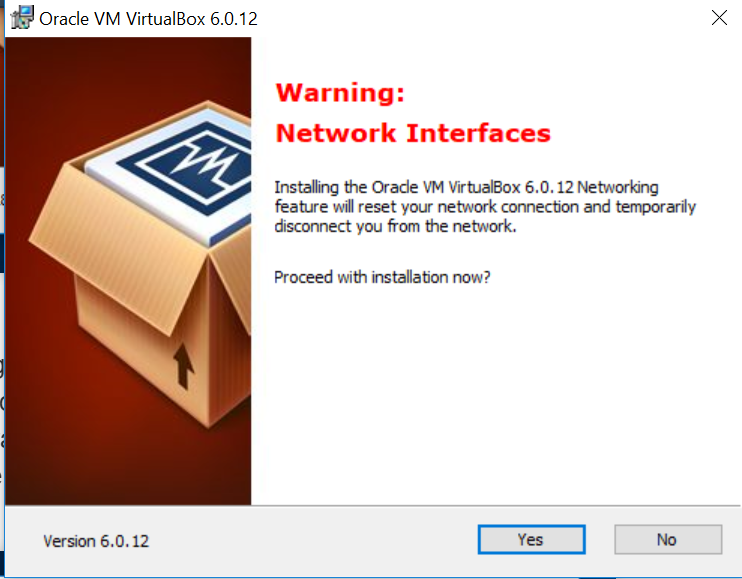 Oracle VM VirtualBox 6.0.12
Warning:
Network Interfaces
Installing the Oracle VM VirtualBox 6.0.12 Networking
feature will reset your network connection and temporarily
disconnect you from the network.
Proceed with installation now?
Version 6.0.12
Yes
No